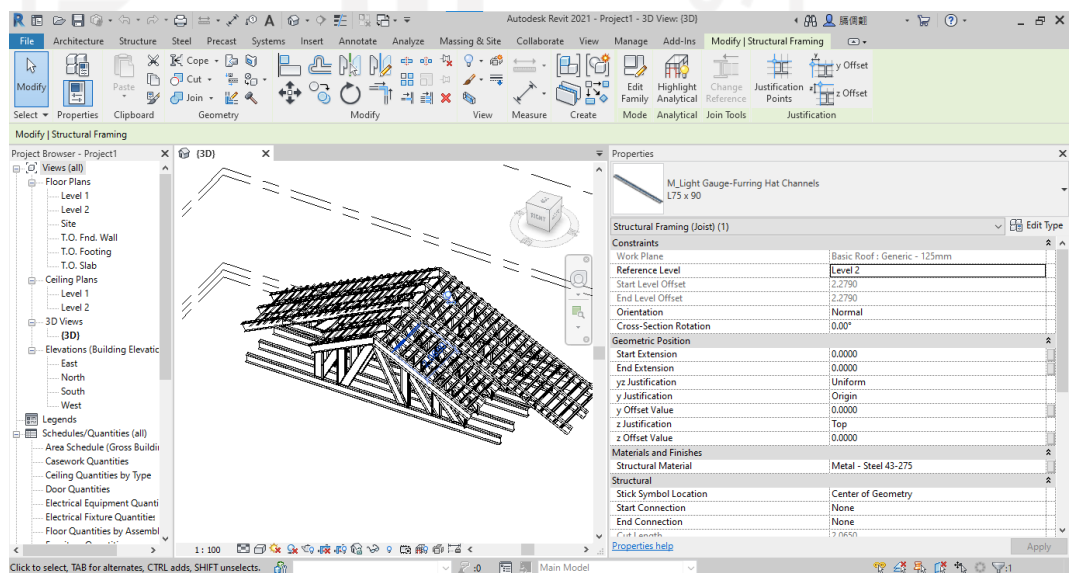 Autodesk Revit 2021 - Project1 - 3D View: {3D}
File Architecture Structure Steel Precast Systems Insert Annotate Analyze Massing & Site Collaborate View Manage Add-Ins Modify | Structural Framing
Modify
Paste
Cope
Cut
Join
Edit Family
Highlight Analytical
Change Reference
Justification Points
y Offset
z Offset
Select Properties Clipboard Geometry Modify View Measure Create Mode Analytical Join Tools Justification
Modify | Structural Framing
Project Browser - Project1
Views (all)
Floor Plans
Level 1
Level 2
Site
T.O. Fnd. Wall
T.O. Footing
T.O. Slab
Ceiling Plans
Level 1
Level 2
3D Views
{3D}
Elevations (Building Elevatic
East
North
South
West
Legends
Schedules/Quantities (all)
Area Schedule (Gross Buildin
Casework Quantities
Ceiling Quantities by Type
Door Quantities
Electrical Equipment Quanti
Electrical Fixture Quantities
Floor Quantities by Assembl
{3D}
RIGHT
1 : 100
Properties
M_Light Gauge-Furring Hat Channels
L75 x 90
Structural Framing (Joist) (1)
Edit Type
Constraints
Work Plane Basic Roof : Generic - 125mm
Reference Level Level 2
Start Level Offset 2.2790
End Level Offset 2.2790
Orientation Normal
Cross-Section Rotation 0.00°
Geometric Position
Start Extension 0.0000
End Extension 0.0000
yz Justification Uniform
y Justification Origin
y Offset Value 0.0000
z Justification Top
z Offset Value 0.0000
Materials and Finishes
Structural Material Metal - Steel 43-275
Structural
Stick Symbol Location Center of Geometry
Start Connection None
End Connection None
Cut Length 2.0650
Properties help
Apply
Click to select, TAB for alternates, CTRL adds, SHIFT unselects.
:0
Main Model
:1